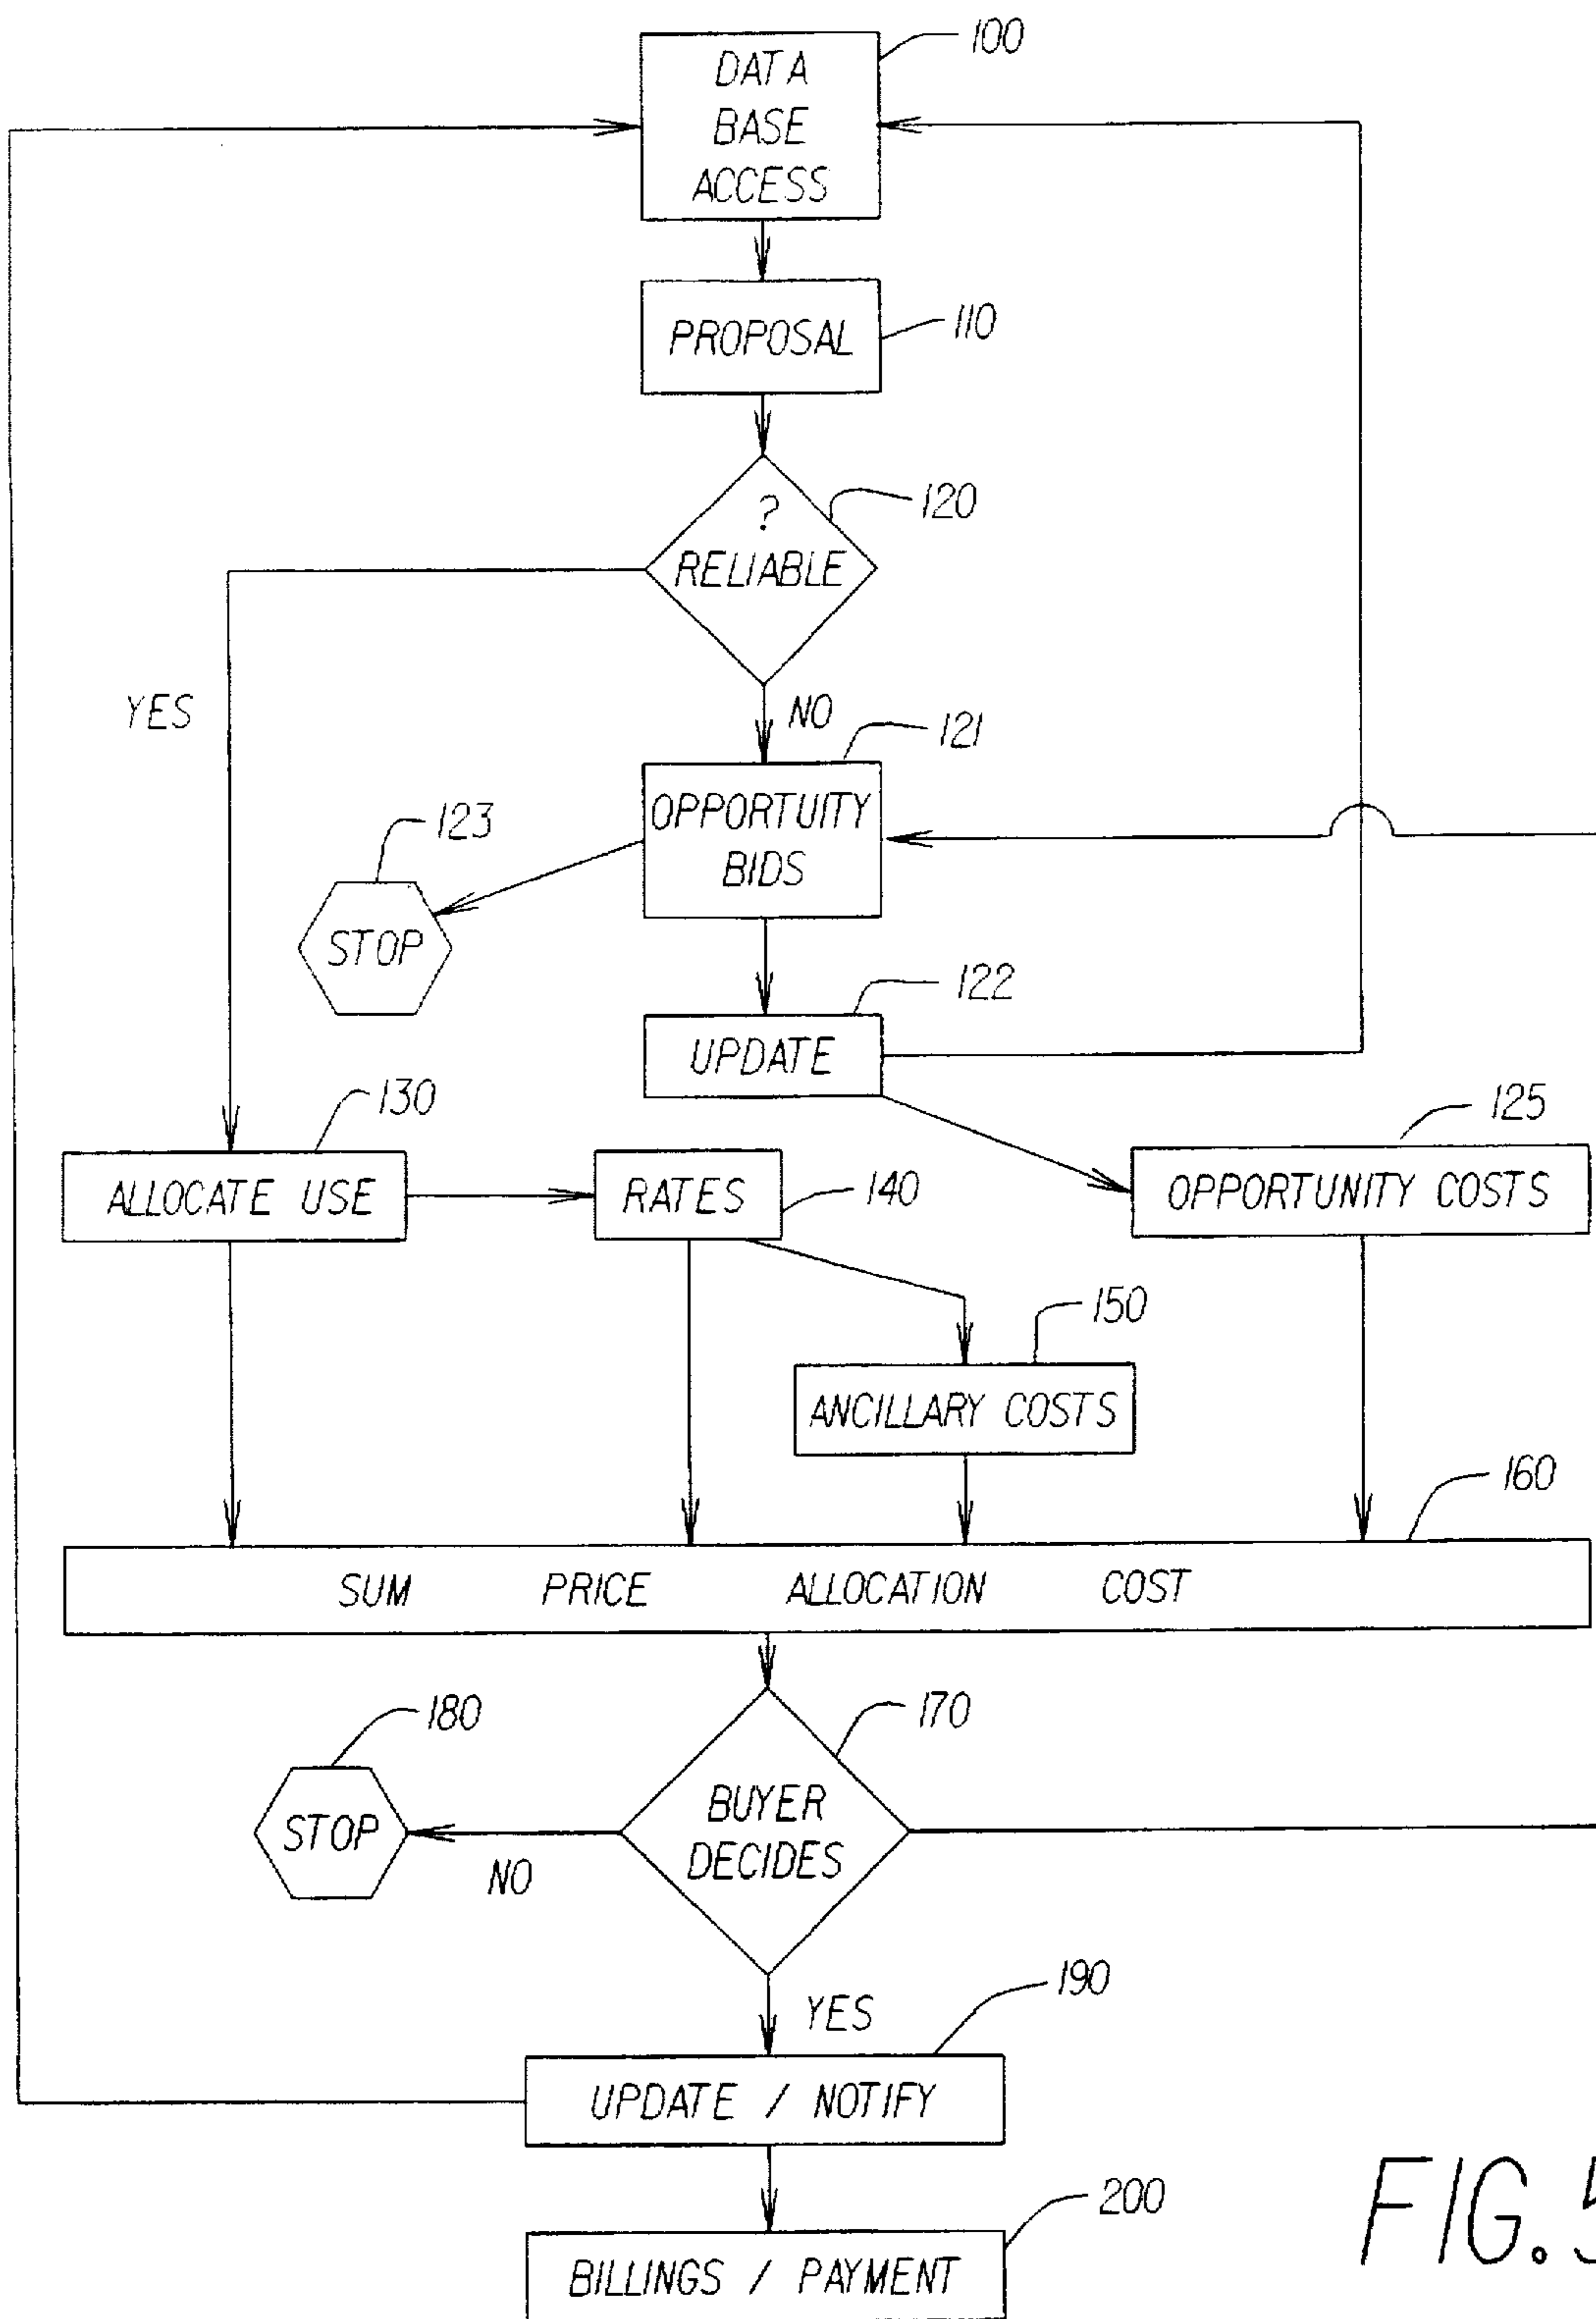 100
DATA
BASE
ACCESS
PROPOSAL
110
?
RELIABLE
120
YES
NO
121
OPPORTUITY
BIDS
123
STOP
122
UPDATE
130
ALLOCATE USE
RATES
140
125
OPPORTUNITY COSTS
150
ANCILLARY COSTS
160
SUM PRICE ALLOCATION COST
180
STOP
NO
170
BUYER
DECIDES
YES
190
UPDATE / NOTIFY
200
BILLINGS / PAYMENT
FIG. 5